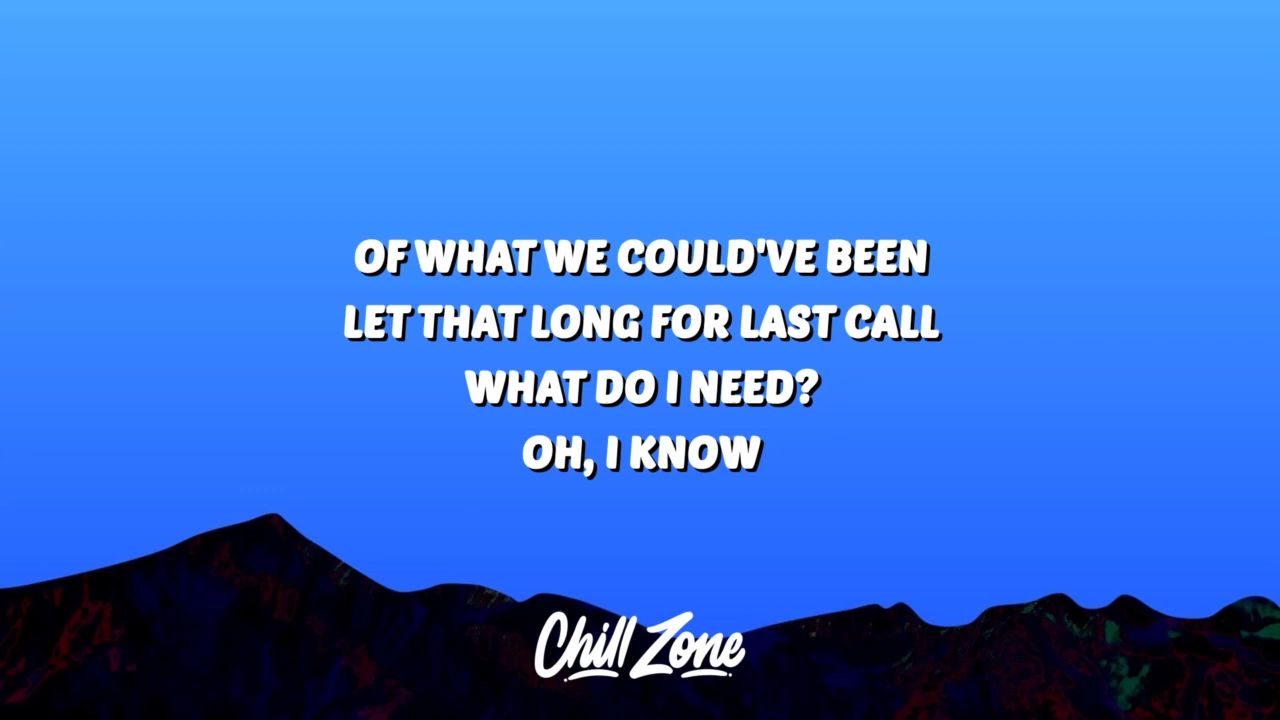 OF WHAT WE COULD'VE BEEN
LET THAT LONG FOR LAST CALL
WHAT DO I NEED?
OH, I KNOW
Chill Zone